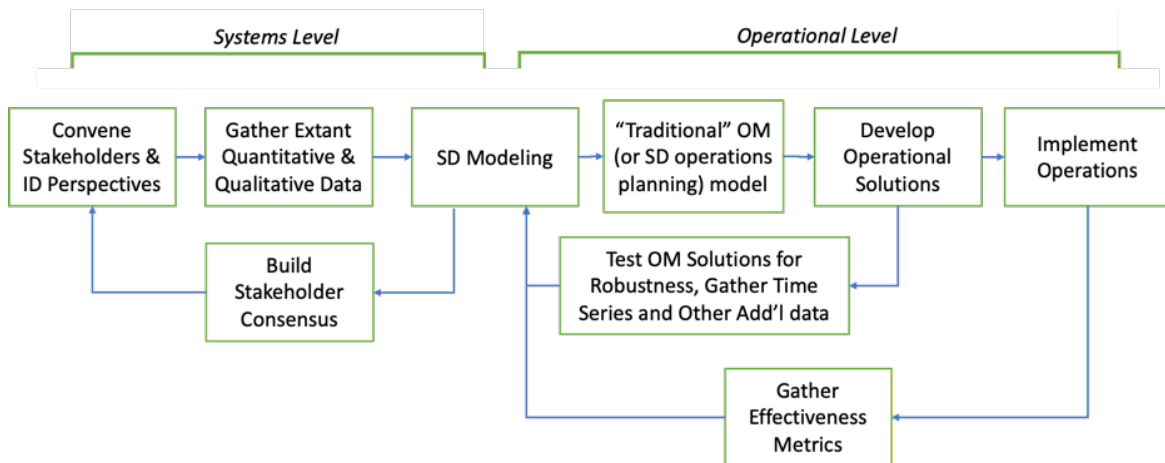 Systems Level
Operational Level
Convene
Stakeholders &
ID Perspectives
Gather Extant
Quantitative &
Qualitative Data
SD Modeling
“Traditional” OM
(or SD operations
planning) model
Develop
Operational
Solutions
Implement
Operations
Build
Stakeholder
Consensus
Test OM Solutions for
Robustness, Gather Time
Series and Other Add’l data
Gather
Effectiveness
Metrics